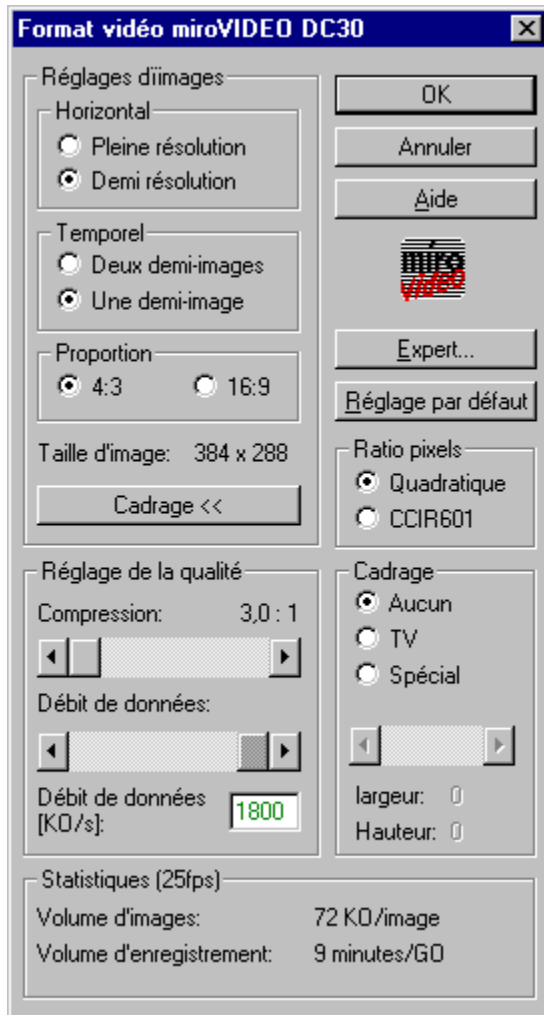 Format vidéo miroVIDEO DC30
Réglages dïimages
Horizontal
Pleine résolution
Demi résolution
Temporel
Deux demi-images
Une demi-image
Proportion
4:3
16:9
Taille d'image: 384 x 288
Cadrage <<
OK
Annuler
Aide
miro
video
Expert...
Réglage par défaut
Ratio pixels
Quadratique
CCIR601
Réglage de la qualité
Compression: 3,0 : 1
Débit de données:
Débit de données
[KO/s]: 1800
Cadrage
Aucun
TV
Spécial
largeur: 0
Hauteur: 0
Statistiques (25fps)
Volume d'images: 72 KO/image
Volume d'enregistrement: 9 minutes/GO